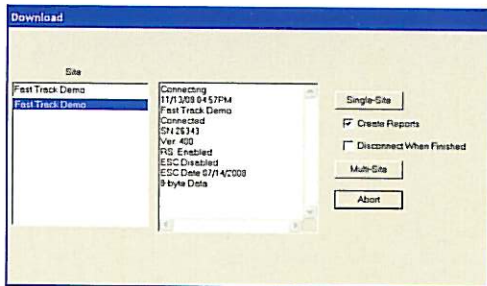 Download
Site
Fast Track Demo
Fast Track Demo
Connecting
11/13/09 04:57PM
Fast Track Demo
Connected
SN 26343
Ver. 400
RS Enabled
ESC Disabled
ESC Date 07/14/2008
8-byte Data
Single-Site
Create Reports
Disconnect When Finished
Multi-Site
Abort